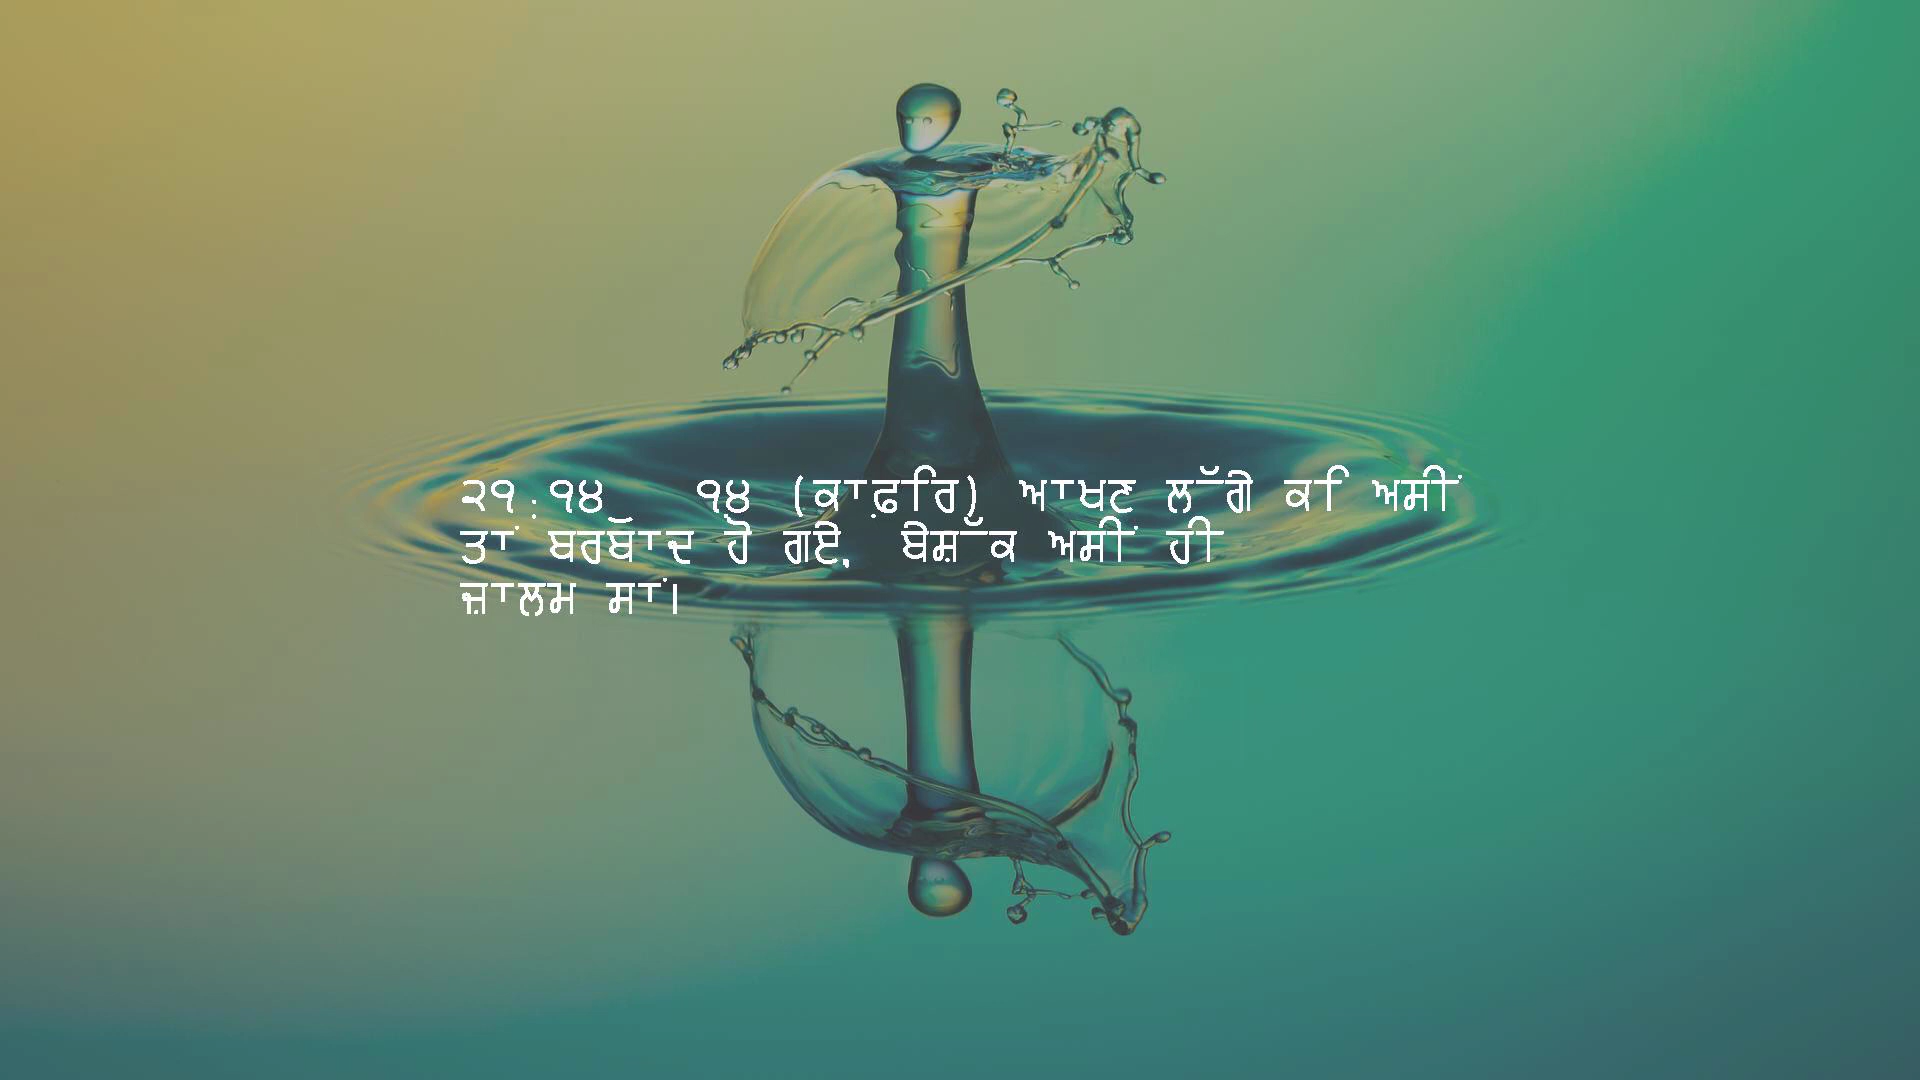 ੨੧:੧੪  ੧੪ (ਕਾਫ਼ਰਿ) ਆਖਣ ਲੱਗੇ ਕਿ ਅਸੀਂ
ਤਾਂ ਬਰਬਾਦ ਹੋ ਗਏ, ਬੇਸ਼ੱਕ ਅਸੀਂ ਹੀ
ਜ਼ਾਲਮ ਸਾਂ।